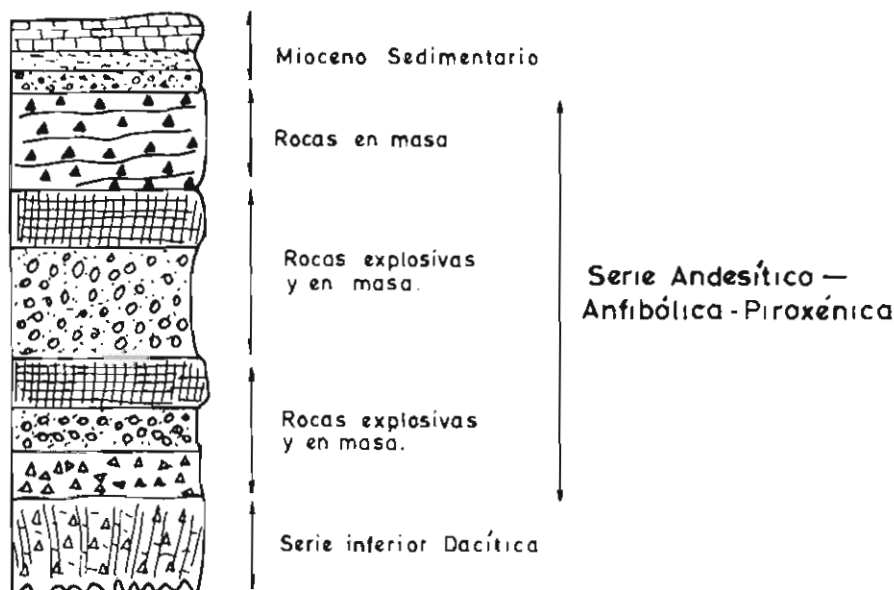 Mioceno Sedimentario
Rocas en masa
Rocas explosivas
y en masa.
Serie Andesítico —
Anfibólica - Piroxénica
Rocas explosivas
y en masa.
Serie inferior Dacítica